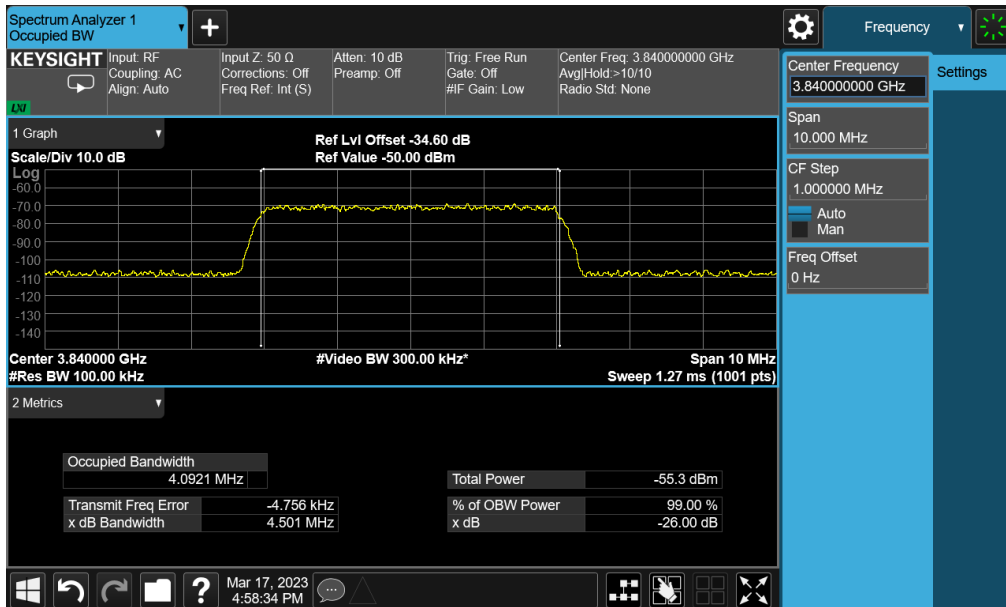 Spectrum Analyzer 1
Occupied BW
+
Frequency
KEYSIGHT
LXI
Input: RF
Coupling: AC
Align: Auto
Input Z: 50 Ω
Corrections: Off
Freq Ref: Int (S)
Atten: 10 dB
Preamp: Off
Trig: Free Run
Gate: Off
#IF Gain: Low
Center Freq: 3.840000000 GHz
Avg|Hold:>10/10
Radio Std: None
Center Frequency
3.840000000 GHz
Settings
Span
10.000 MHz
CF Step
1.000000 MHz
Auto
Man
Freq Offset
0 Hz
1 Graph
Scale/Div 10.0 dB
Ref Lvl Offset -34.60 dB
Ref Value -50.00 dBm
Log
-60.0
-70.0
-80.0
-90.0
-100
-110
-120
-130
-140
Center 3.840000 GHz
#Res BW 100.00 kHz
#Video BW 300.00 kHz*
Span 10 MHz
Sweep 1.27 ms (1001 pts)
2 Metrics
Occupied Bandwidth
4.0921 MHz
Transmit Freq Error -4.756 kHz
x dB Bandwidth 4.501 MHz
Total Power -55.3 dBm
% of OBW Power 99.00 %
x dB -26.00 dB
?
Mar 17, 2023
4:58:34 PM